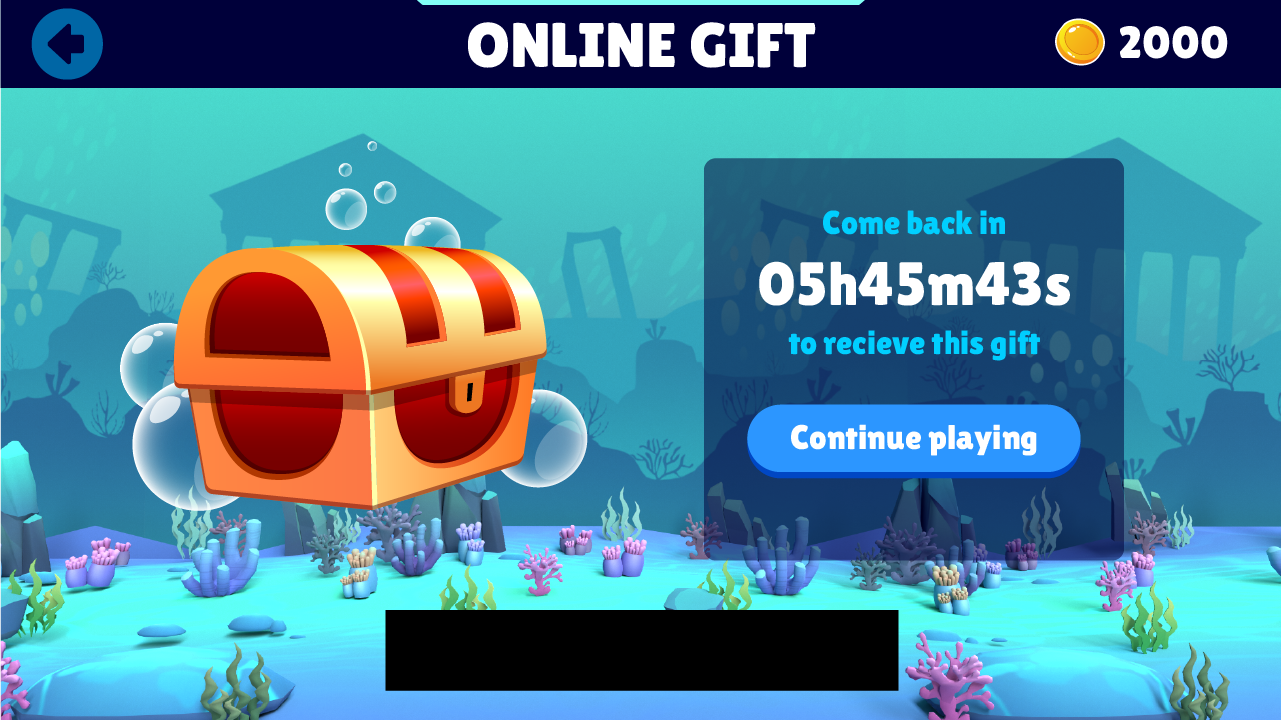 ONLINE GIFT
2000
Come back in
05h45m43s
to recieve this gift
Continue playing